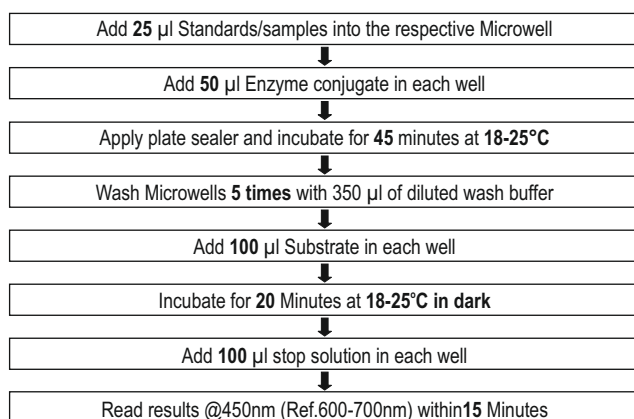 Add 25 µl Standards/samples into the respective Microwell
Add 50 µl Enzyme conjugate in each well
Apply plate sealer and incubate for 45 minutes at 18-25°C
Wash Microwells 5 times with 350 µl of diluted wash buffer
Add 100 µl Substrate in each well
Incubate for 20 Minutes at 18-25°C in dark
Add 100 µl stop solution in each well
Read results @450nm (Ref.600-700nm) within15 Minutes